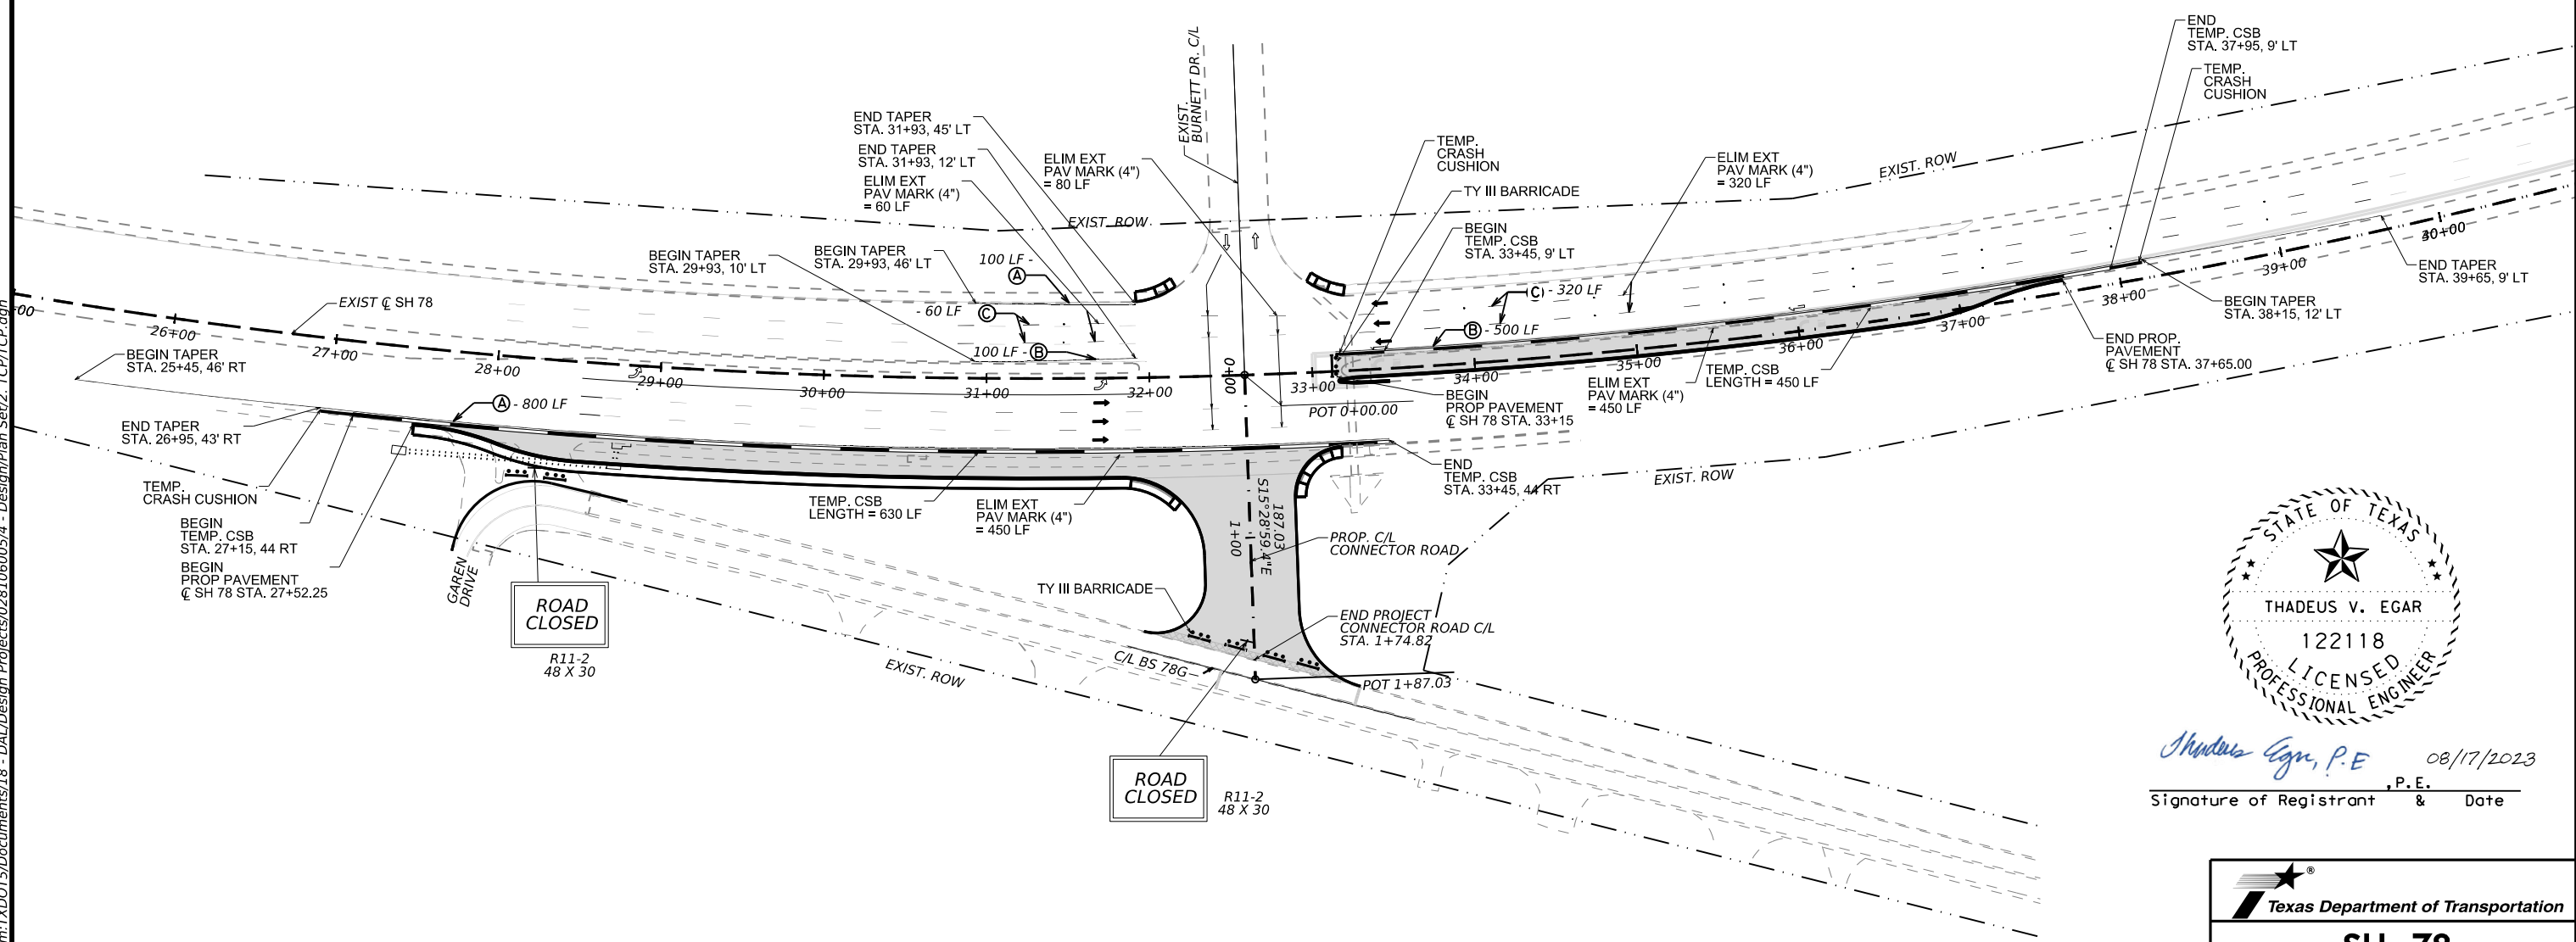 END
TEMP. CSB
STA. 37+95, 9' LT
TEMP.
CRASH
CUSHION
EXIST.
BURNETT DR. C/L
END TAPER
STA. 31+93, 45' LT
END TAPER
STA. 31+93, 12' LT
ELIM EXT
PAV MARK (4")
= 60 LF
ELIM EXT
PAV MARK (4")
= 80 LF
TEMP.
CRASH
CUSHION
TY III BARRICADE
ELIM EXT
PAV MARK (4")
= 320 LF
EXIST. ROW
EXIST. ROW
BEGIN
TEMP. CSB
STA. 33+45, 9' LT
BEGIN TAPER
STA. 29+93, 10' LT
BEGIN TAPER
STA. 29+93, 46' LT
100 LF -
A
- 60 LF
C
100 LF - B
C - 320 LF
B - 500 LF
EXIST ℄ SH 78
+00
26+00
27+00
28+00
29+00
30+00
31+00
32+00
0+00
33+00
34+00
35+00
36+00
37+00
38+00
39+00
40+00
END TAPER
STA. 39+65, 9' LT
BEGIN TAPER
STA. 38+15, 12' LT
END PROP.
PAVEMENT
℄ SH 78 STA. 37+65.00
BEGIN TAPER
STA. 25+45, 46' RT
A - 800 LF
POT 0+00.00
BEGIN
PROP PAVEMENT
℄ SH 78 STA. 33+15
ELIM EXT
PAV MARK (4")
= 450 LF
TEMP. CSB
LENGTH = 450 LF
END TAPER
STA. 26+95, 43' RT
TEMP.
CRASH CUSHION
BEGIN
TEMP. CSB
STA. 27+15, 44 RT
BEGIN
PROP PAVEMENT
℄ SH 78 STA. 27+52.25
TEMP. CSB
LENGTH = 630 LF
ELIM EXT
PAV MARK (4")
= 450 LF
END
TEMP. CSB
STA. 33+45, 44 RT
EXIST. ROW
187.03
S15°28'59.4"E
1+00
PROP. C/L
CONNECTOR ROAD
GAREN
DRIVE
ROAD
CLOSED
R11-2
48 X 30
TY III BARRICADE
END PROJECT
CONNECTOR ROAD C/L
STA. 1+74.82
C/L BS 78G
POT 1+87.03
EXIST. ROW
ROAD
CLOSED
R11-2
48 X 30
STATE OF TEXAS
THADEUS V. EGAR
122118
LICENSED
PROFESSIONAL ENGINEER
Thadeus Egar, P.E 08/17/2023
,P.E.
Signature of Registrant & Date
®
Texas Department of Transportation
SH 78